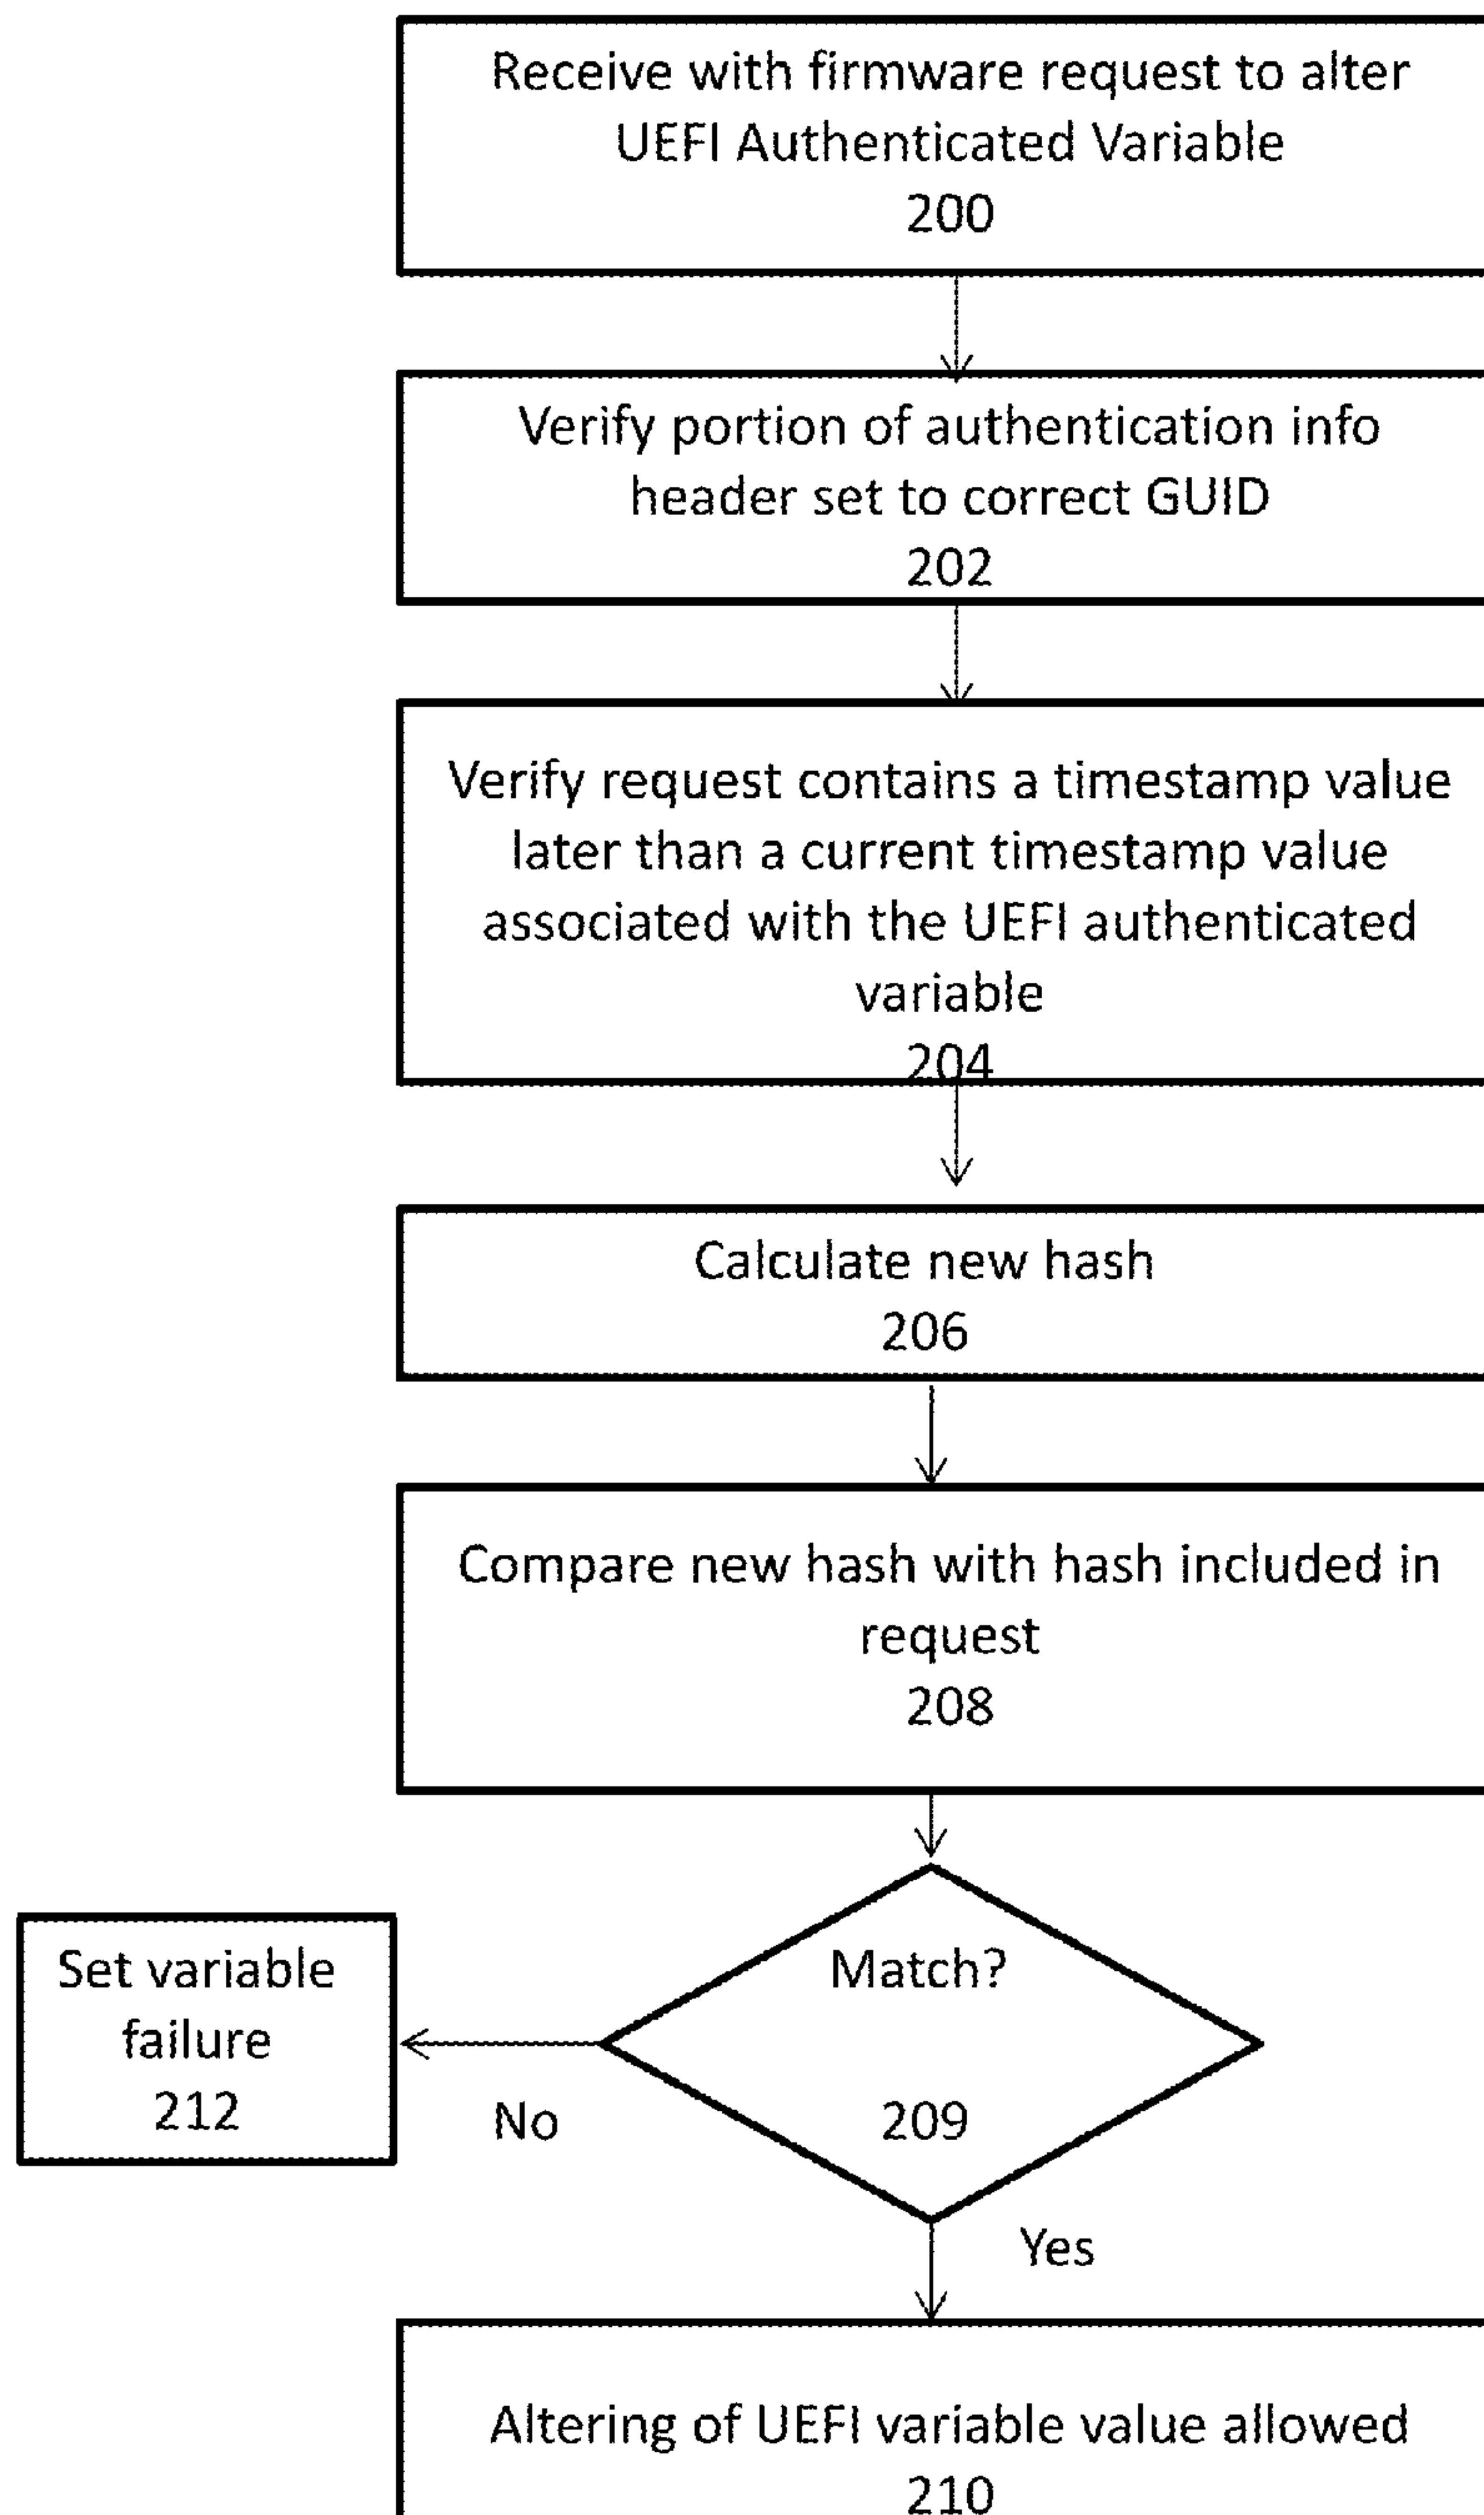 Receive with firmware request to alter
UEFI Authenticated Variable
200
Verify portion of authentication info
header set to correct GUID
202
Verify request contains a timestamp value
later than a current timestamp value
associated with the UEFI authenticated
variable
204
Calculate new hash
206
Compare new hash with hash included in
request
208
Match?
209
Set variable
failure
212
No
Yes
Altering of UEFI variable value allowed
210